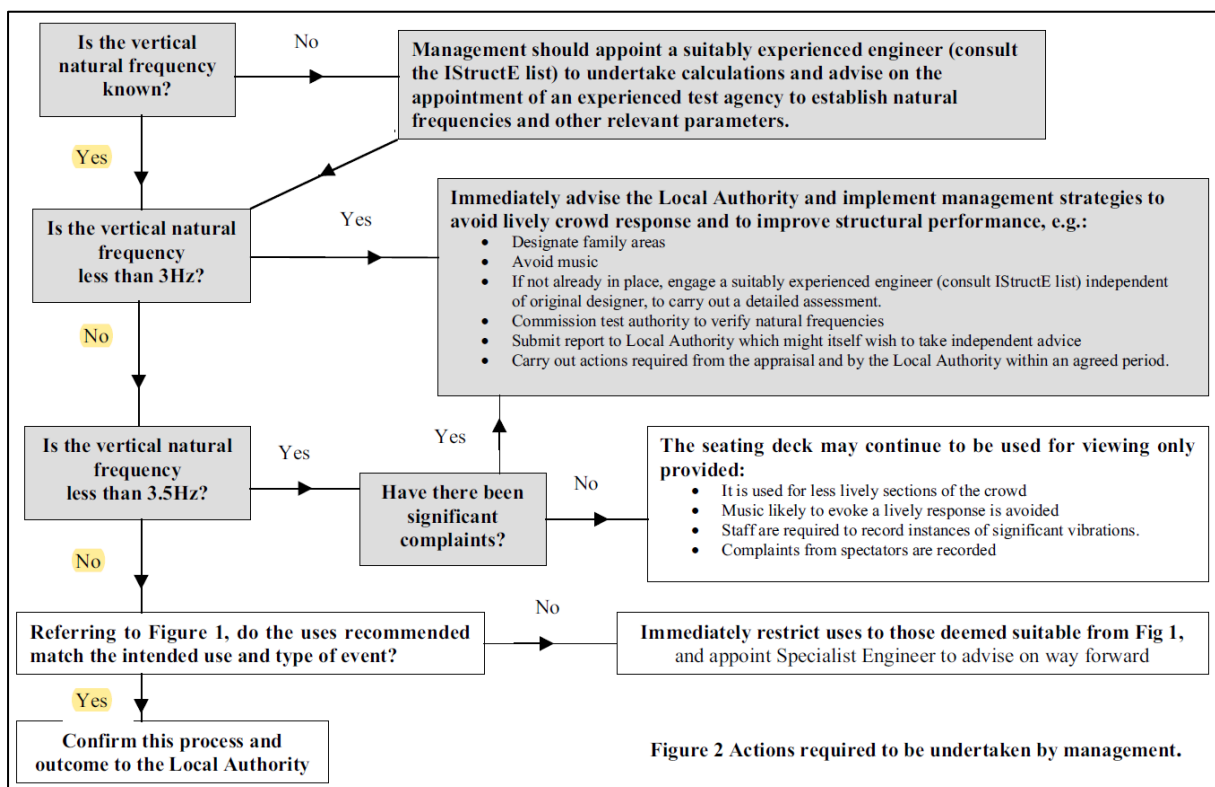 Is the vertical
natural frequency
known?
No
Management should appoint a suitably experienced engineer (consult
the IStructE list) to undertake calculations and advise on the
appointment of an experienced test agency to establish natural
frequencies and other relevant parameters.
Yes
Is the vertical natural
frequency
less than 3Hz?
Yes
Immediately advise the Local Authority and implement management strategies to
avoid lively crowd response and to improve structural performance, e.g.:
• Designate family areas
• Avoid music
• If not already in place, engage a suitably experienced engineer (consult IStructE list) independent
of original designer, to carry out a detailed assessment.
• Commission test authority to verify natural frequencies
• Submit report to Local Authority which might itself wish to take independent advice
• Carry out actions required from the appraisal and by the Local Authority within an agreed period.
No
Is the vertical natural
frequency
less than 3.5Hz?
Yes
Have there been
significant
complaints?
Yes
No
The seating deck may continue to be used for viewing only
provided:
• It is used for less lively sections of the crowd
• Music likely to evoke a lively response is avoided
• Staff are required to record instances of significant vibrations.
• Complaints from spectators are recorded
No
Referring to Figure 1, do the uses recommended
match the intended use and type of event?
No
Immediately restrict uses to those deemed suitable from Fig 1,
and appoint Specialist Engineer to advise on way forward
Yes
Confirm this process and
outcome to the Local Authority
Figure 2 Actions required to be undertaken by management.